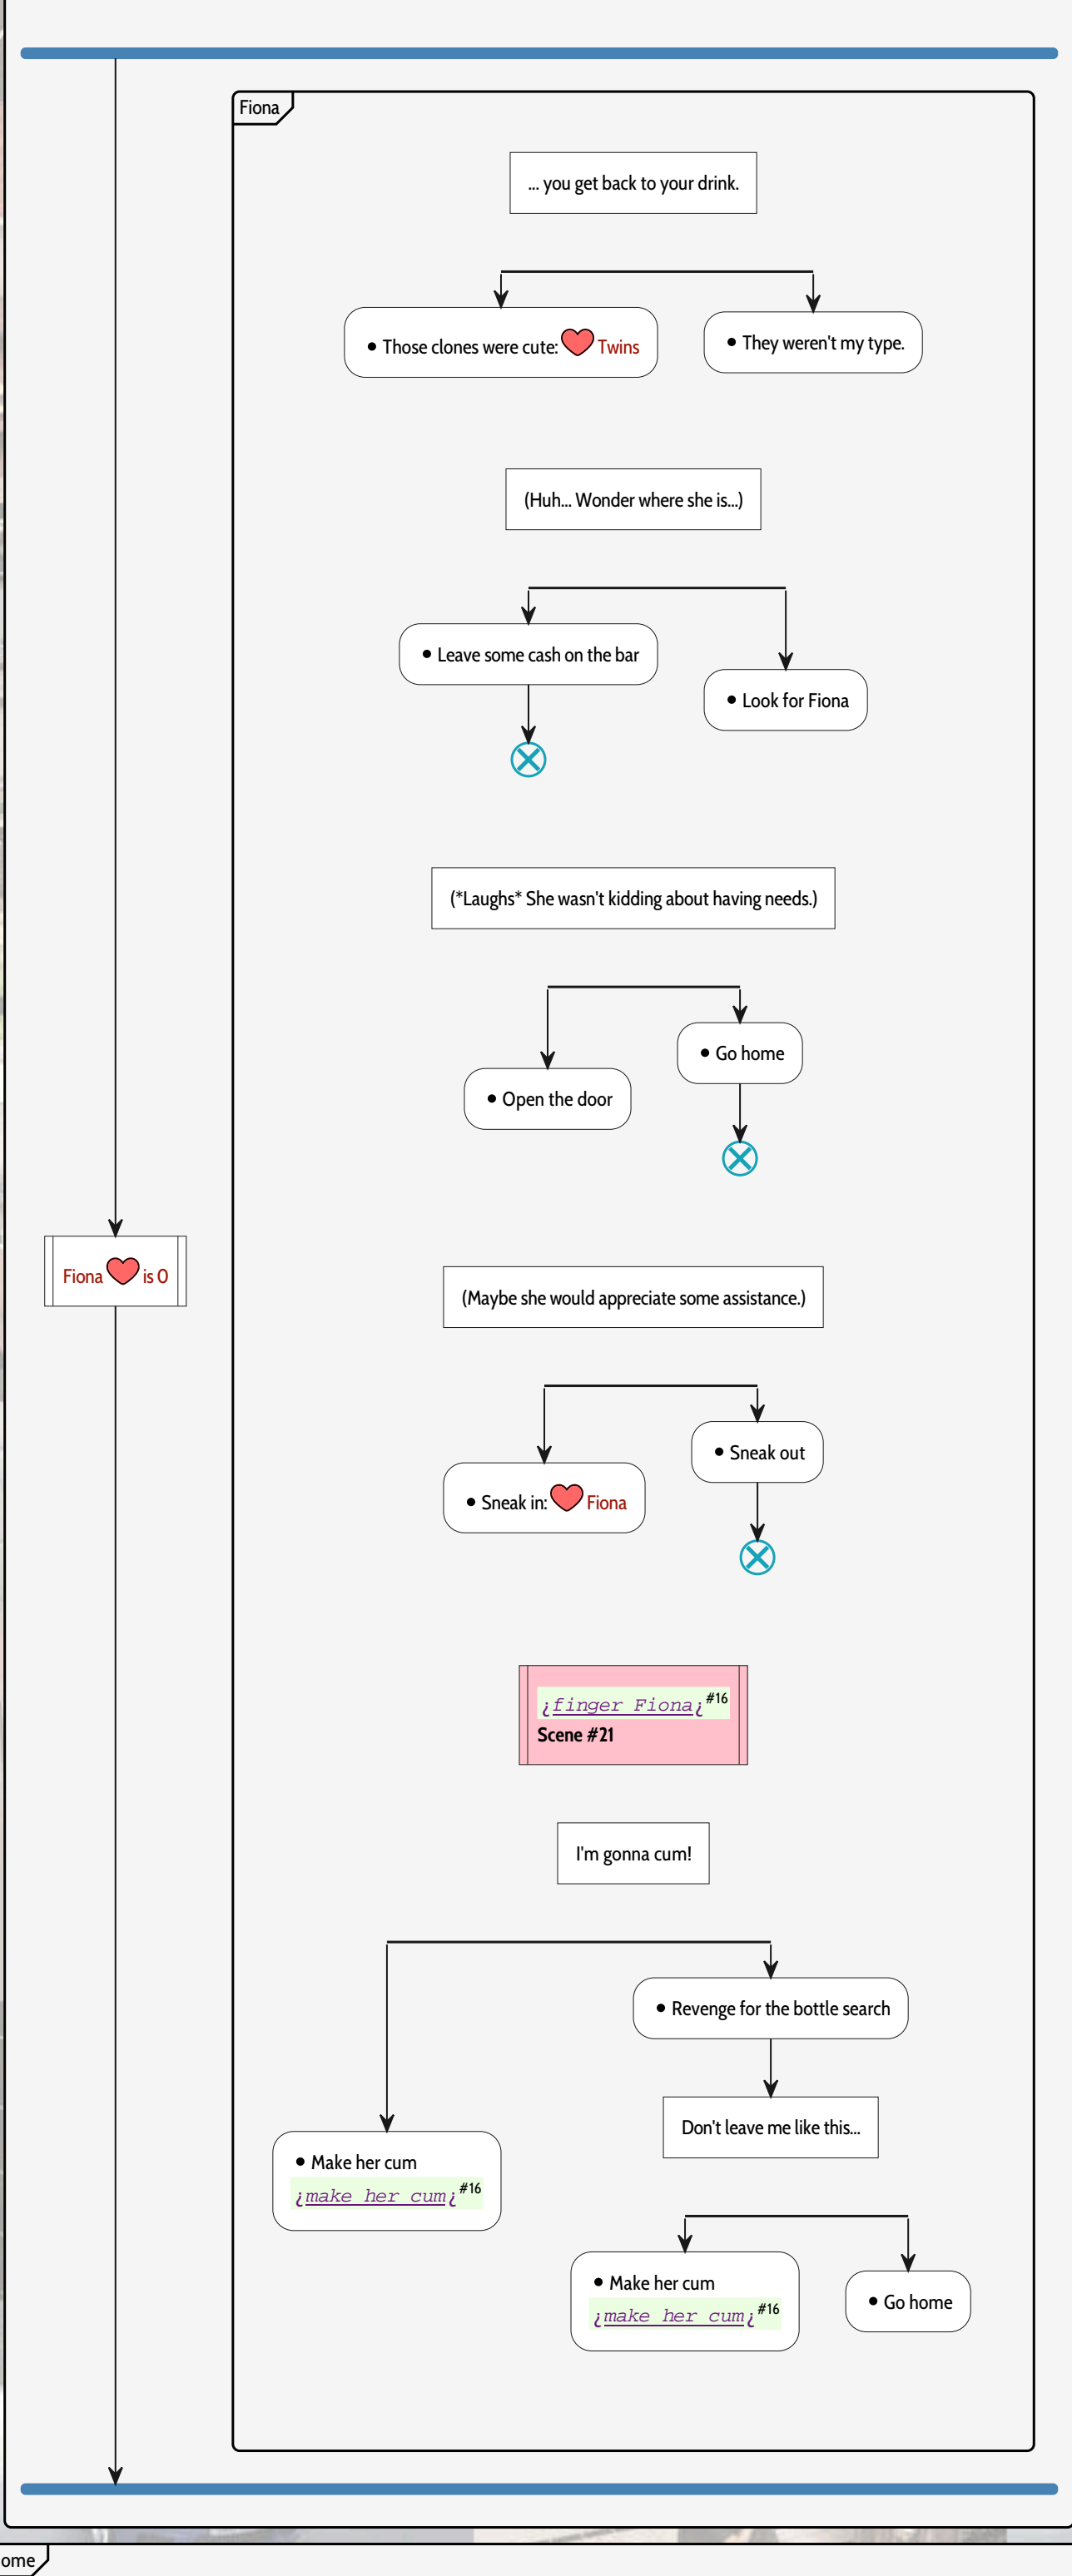 Fiona
... you get back to your drink.
• Those clones were cute: Twins
• They weren't my type.
(Huh... Wonder where she is...)
• Leave some cash on the bar
• Look for Fiona
(*Laughs* She wasn't kidding about having needs.)
• Go home
• Open the door
Fiona is 0
(Maybe she would appreciate some assistance.)
• Sneak out
• Sneak in: Fiona
¿finger Fiona¿#16
Scene #21
I'm gonna cum!
• Revenge for the bottle search
Don't leave me like this...
• Make her cum
¿make her cum¿#16
• Make her cum
¿make her cum¿#16
• Go home
ome